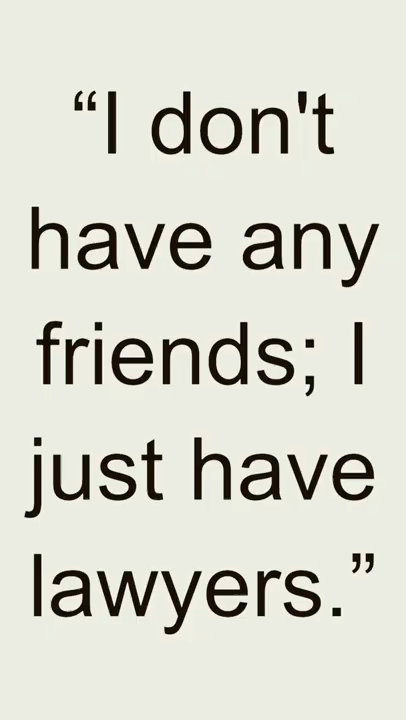 “I don't
have any
friends; I
just have
lawyers.”